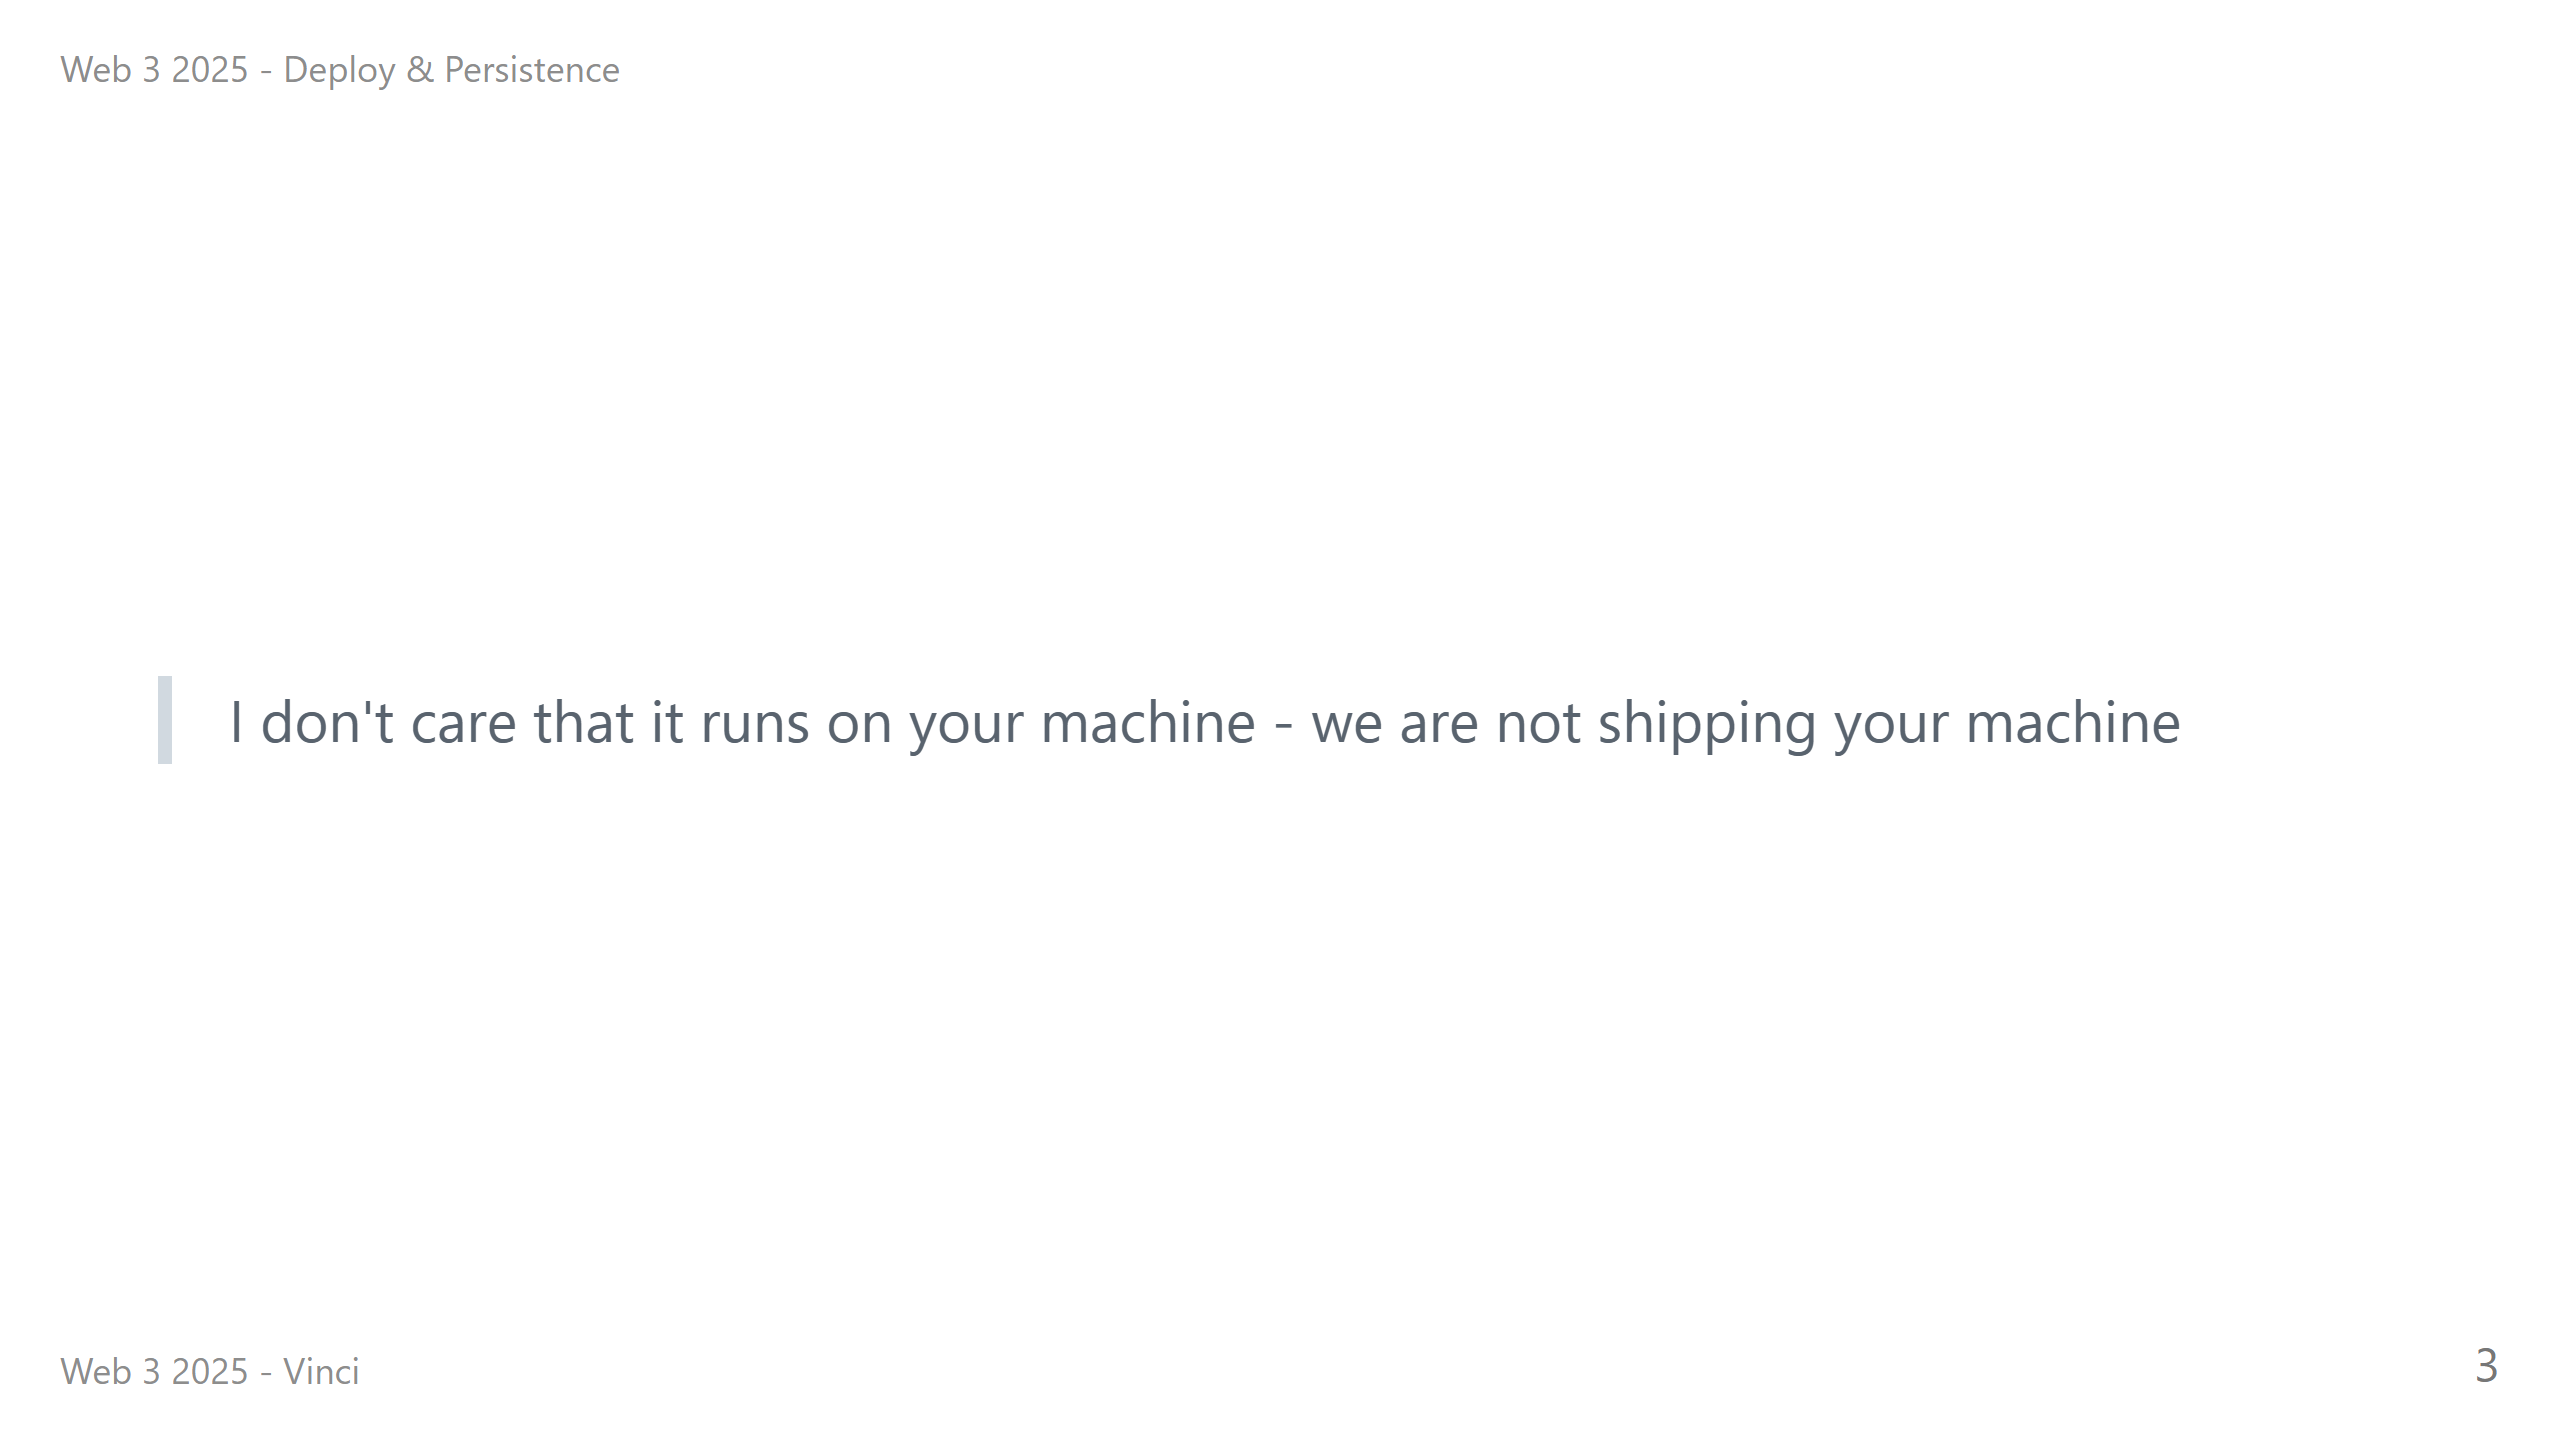 Web 3 2025 - Deploy & Persistence
I don't care that it runs on your machine - we are not shipping your machine
Web 3 2025 - Vinci
3